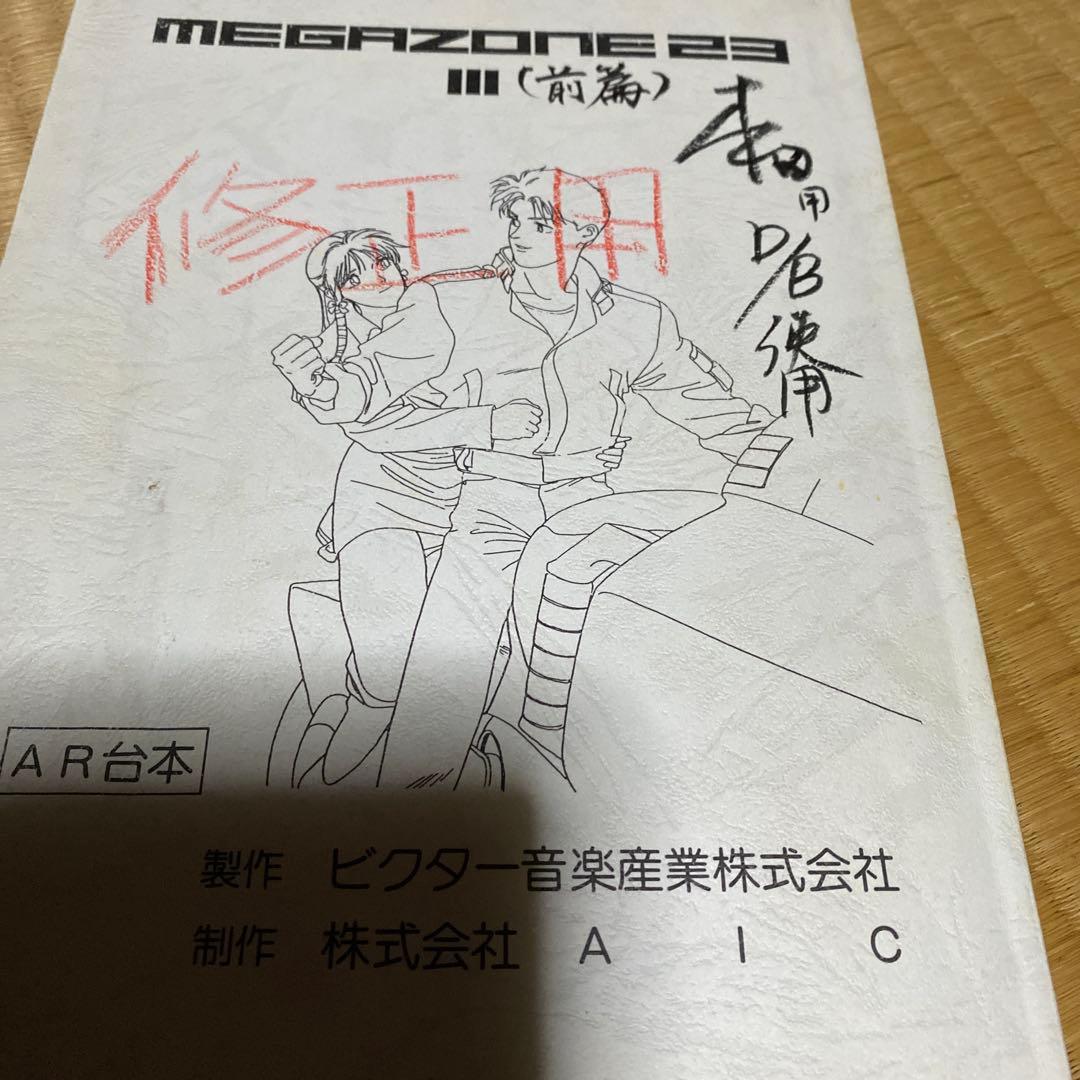 MEGAZONE 23
III (前篇)
本田
用
D/B
使用
修正用
AR台本
製作 ビクター音楽産業株式会社
制作 株式会社 A I C